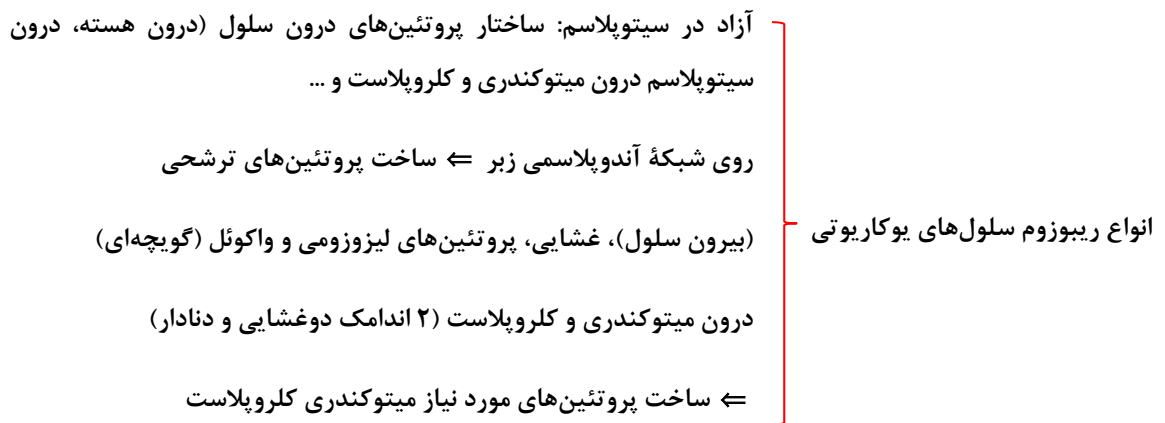 انواع ریبوزوم سلول‌های یوکاریوتی
آزاد در سیتوپلاسم: ساختار پروتئین‌های درون سلول (درون هسته، درون
سیتوپلاسم درون میتوکندری و کلروپلاست و ...
روی شبکهٔ آندوپلاسمی زبر ⇐ ساخت پروتئین‌های ترشحی
(بیرون سلول)، غشایی، پروتئین‌های لیزوزومی و واکوئل (گویچه‌ای)
درون میتوکندری و کلروپلاست (۲ اندامک دوغشایی و دنادار)
⇐ ساخت پروتئین‌های مورد نیاز میتوکندری کلروپلاست